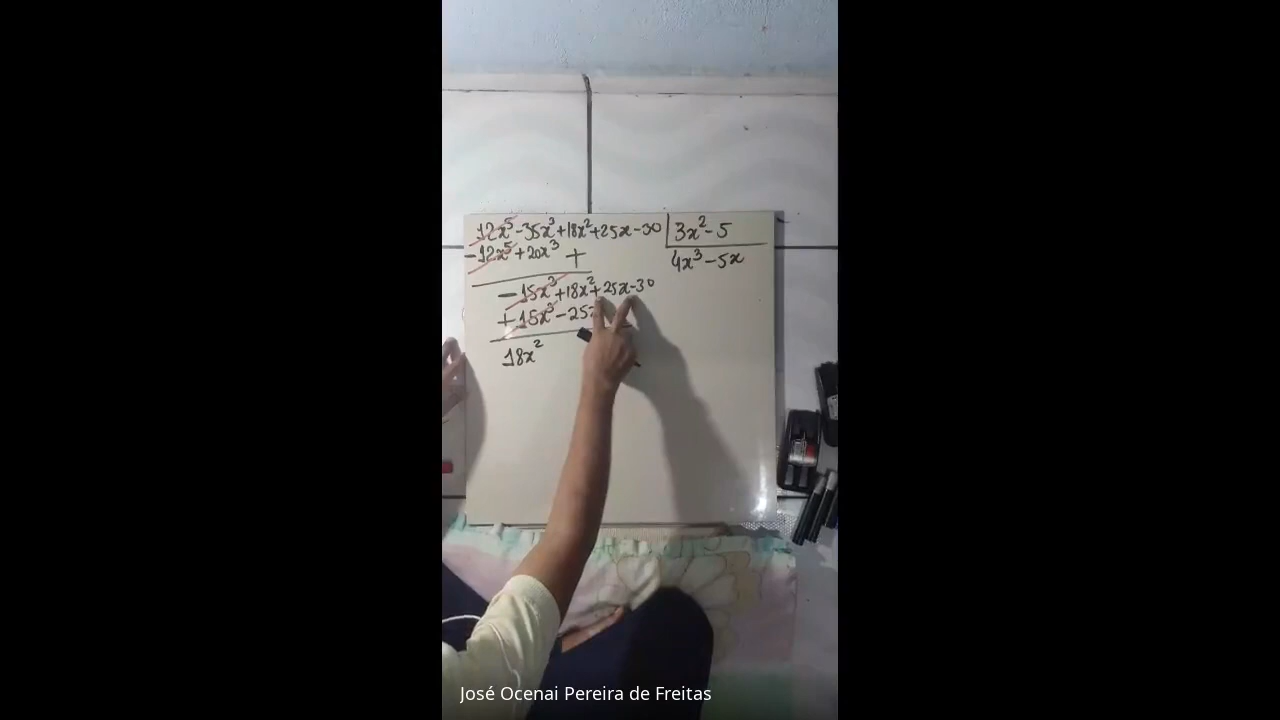 12x⁵-35x³+18x²+25x-30 3x²-5
-12x⁵+20x³ + 4x³-5x
-15x³+18x²+25x-30
+15x³-25
18x²
José Ocenai Pereira de Freitas